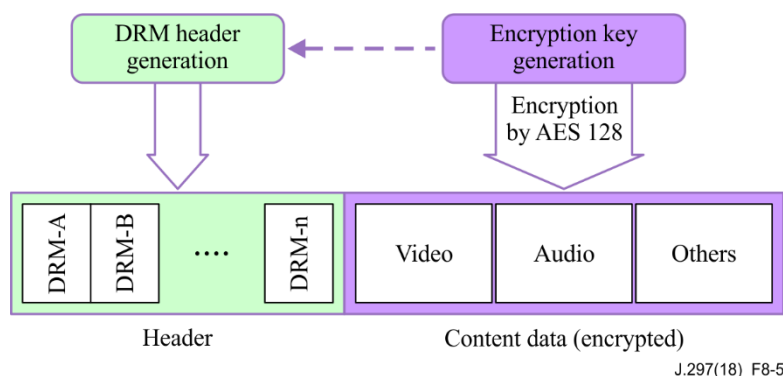 DRM header
generation
Encryption key
generation
Encryption
by AES 128
DRM-A
DRM-B
....
DRM-n
Video
Audio
Others
Header
Content data (encrypted)
J.297(18)_F8-5